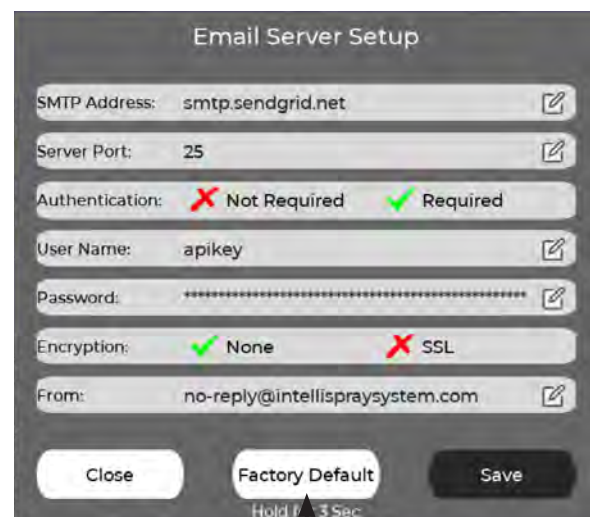 Email Server Setup
SMTP Address: smtp.sendgrid.net
Server Port: 25
Authentication: Not Required Required
User Name: apikey
Password: ****************************************************
Encryption: None SSL
From: no-reply@intellispraysystem.com
Close Factory Default Save
Hold 3 Sec